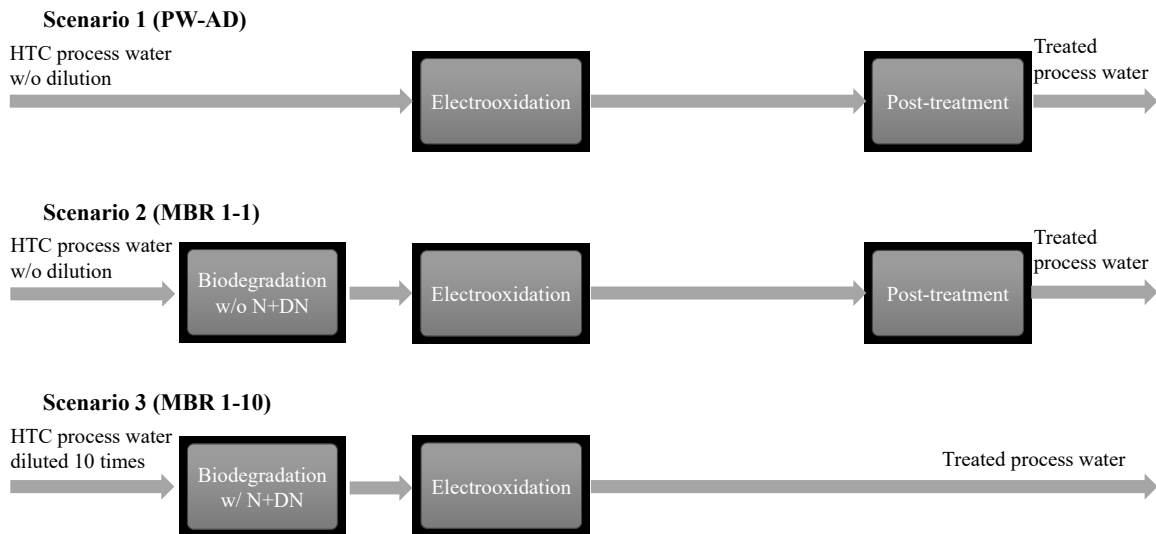 Scenario 1 (PW-AD)
HTC process water
w/o dilution
Electrooxidation
Post-treatment
Treated
process water
Scenario 2 (MBR 1-1)
HTC process water
w/o dilution
Biodegradation
w/o N+DN
Electrooxidation
Post-treatment
Treated
process water
Scenario 3 (MBR 1-10)
HTC process water
diluted 10 times
Biodegradation
w/ N+DN
Electrooxidation
Treated process water